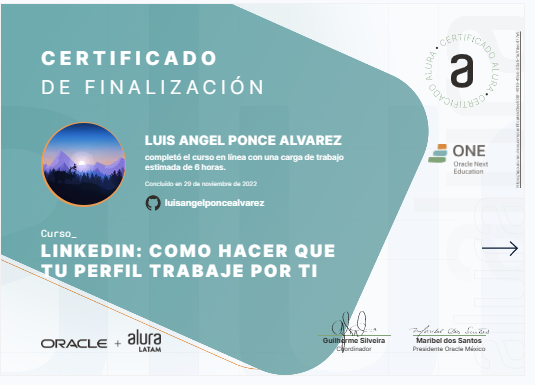 CERTIFICADO
DE FINALIZACIÓN
ALURA · CERTIFICADO
a
ALURA · CERTIFICADO
LUIS ANGEL PONCE ALVAREZ
completó el curso en línea con una carga de trabajo
estimada de 6 horas.
Concluido en 29 de noviembre de 2022
luisangelponcealvarez
ONE
Oracle Next
Education
Curso_
LINKEDIN: COMO HACER QUE
TU PERFIL TRABAJE POR TI
ORACLE + alura
LATAM
Guilherme Silveira
Coordinador
Maribel dos Santos
Presidente Oracle México